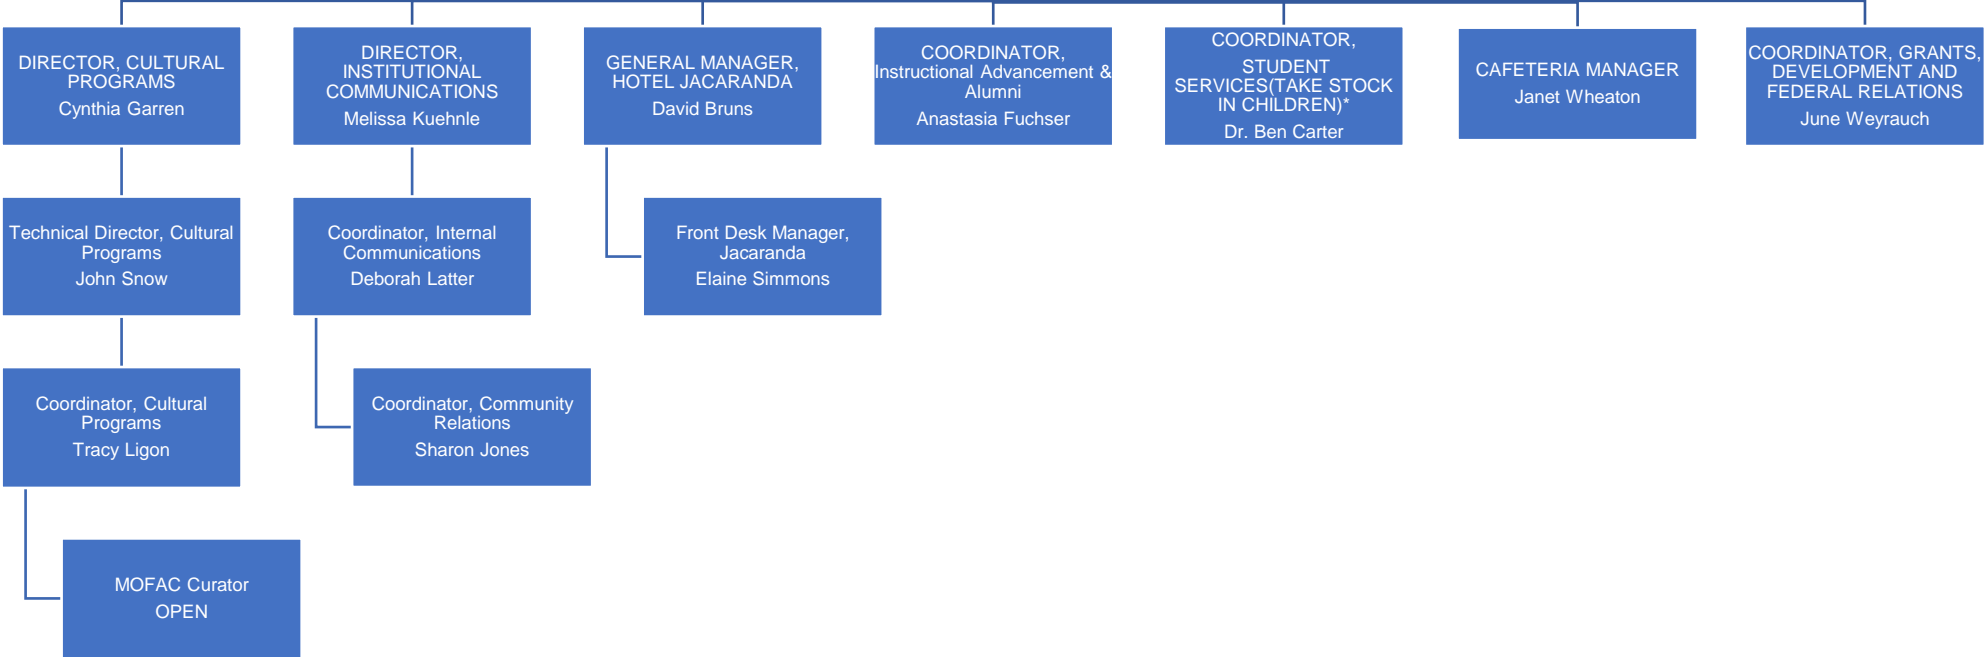 DIRECTOR, CULTURAL
PROGRAMS
Cynthia Garren
DIRECTOR,
INSTITUTIONAL
COMMUNICATIONS
Melissa Kuehnle
GENERAL MANAGER,
HOTEL JACARANDA
David Bruns
COORDINATOR,
Instructional Advancement &
Alumni
Anastasia Fuchser
COORDINATOR,
STUDENT
SERVICES(TAKE STOCK
IN CHILDREN)*
Dr. Ben Carter
CAFETERIA MANAGER
Janet Wheaton
COORDINATOR, GRANTS,
DEVELOPMENT AND
FEDERAL RELATIONS
June Weyrauch
Technical Director, Cultural
Programs
John Snow
Coordinator, Internal
Communications
Deborah Latter
Front Desk Manager,
Jacaranda
Elaine Simmons
Coordinator, Cultural
Programs
Tracy Ligon
Coordinator, Community
Relations
Sharon Jones
MOFAC Curator
OPEN